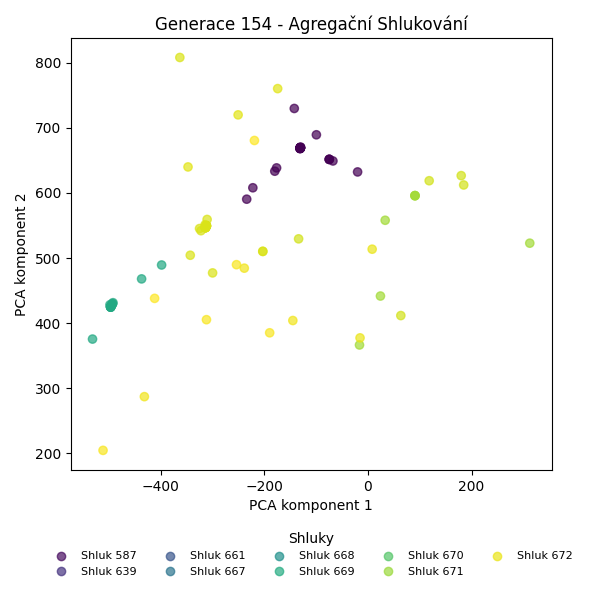 Generace 154 - Agregační Shlukování
800
700
600
500
400
300
200
PCA komponent 2
−400 −200 0 200
PCA komponent 1
Shluky
Shluk 587 Shluk 661 Shluk 668 Shluk 670 Shluk 672
Shluk 639 Shluk 667 Shluk 669 Shluk 671